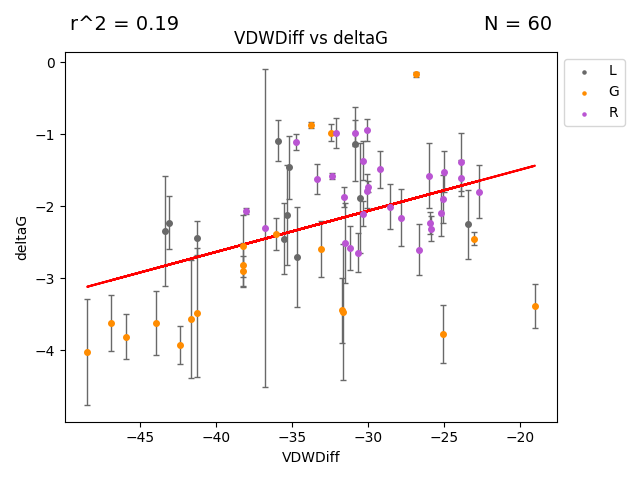 r^2 = 0.19 N = 60
VDWDiff vs deltaG
L
G
R
deltaG
0
−1
−2
−3
−4
−45 −40 −35 −30 −25 −20
VDWDiff